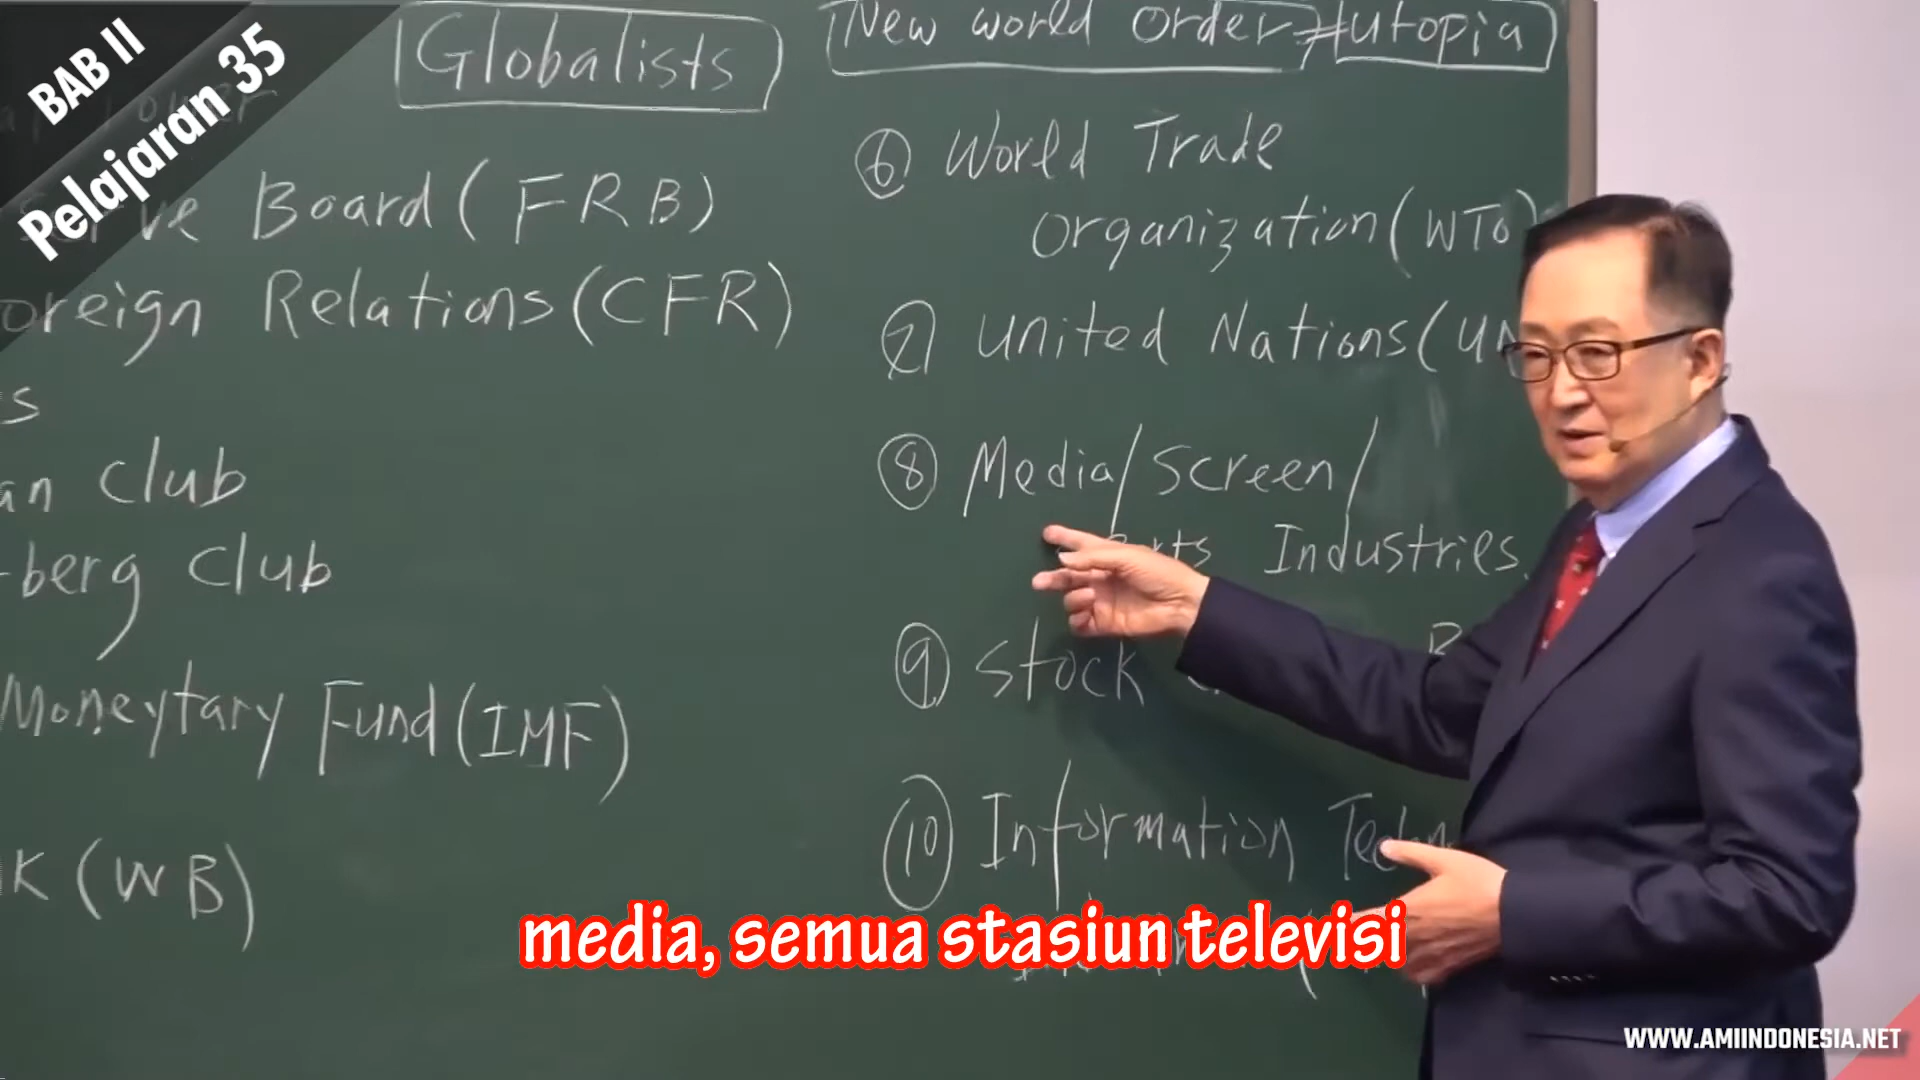 BAB II
Pelajaran 35
Globalists
New world Order ≠ utopia
Board (FRB)
oreign Relations (CFR)
s
an Club
berg Club
Moneytary Fund (IMF)
K (WB)
⑥ World Trade
Organization (WTO)
⑦ United Nations (UN
⑧ Media/Screen/
Industries.
⑨ Stock
⑩ Information
media, semua stasiun televisi
WWW.AMIINDONESIA.NET